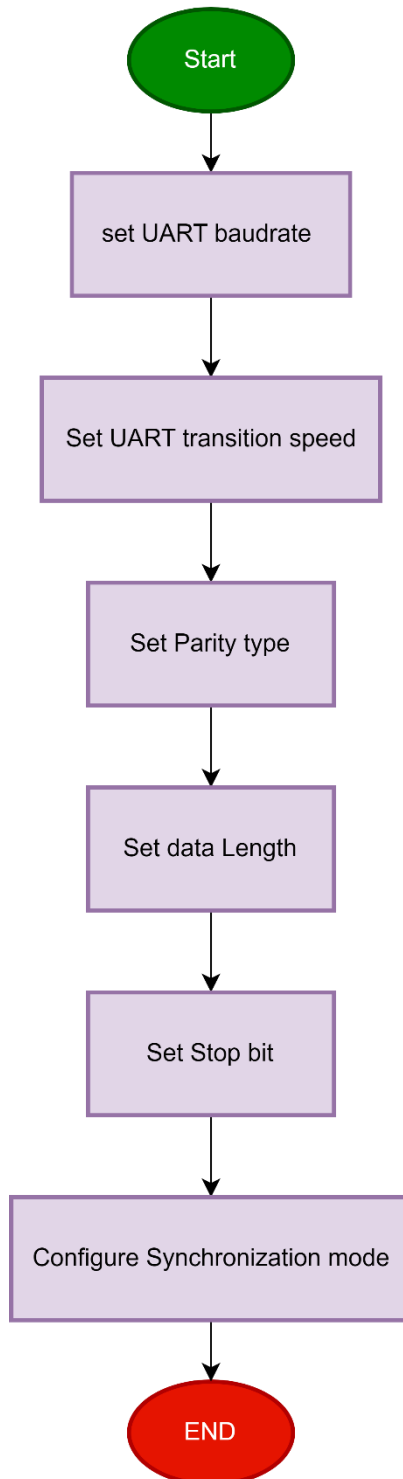 Start
set UART baudrate
Set UART transition speed
Set Parity type
Set data Length
Set Stop bit
Configure Synchronization mode
END